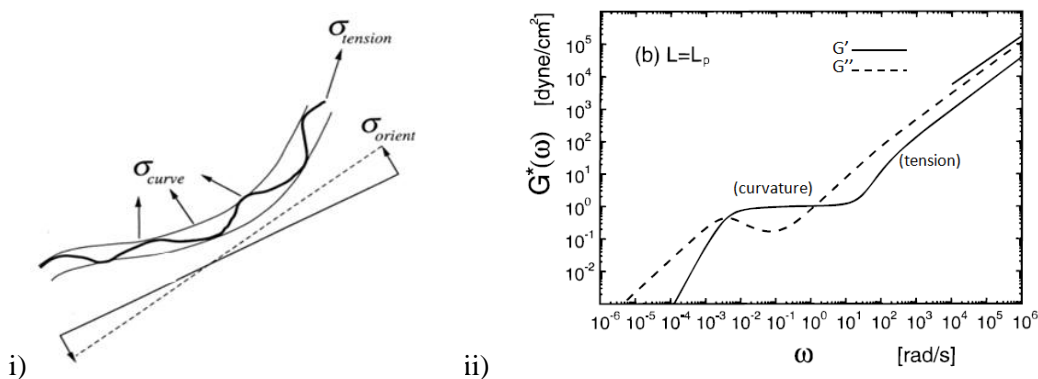 σtension
σorient
σcurve
i)
ii)
(b) L=Lp
G'
G''
(curvature)
(tension)
G*(ω) [dyne/cm²]
10⁵
10⁴
10³
10²
10¹
10⁰
10⁻¹
10⁻²
10⁻⁶ 10⁻⁵ 10⁻⁴ 10⁻³ 10⁻² 10⁻¹ 10⁰ 10¹ 10² 10³ 10⁴ 10⁵ 10⁶
ω [rad/s]